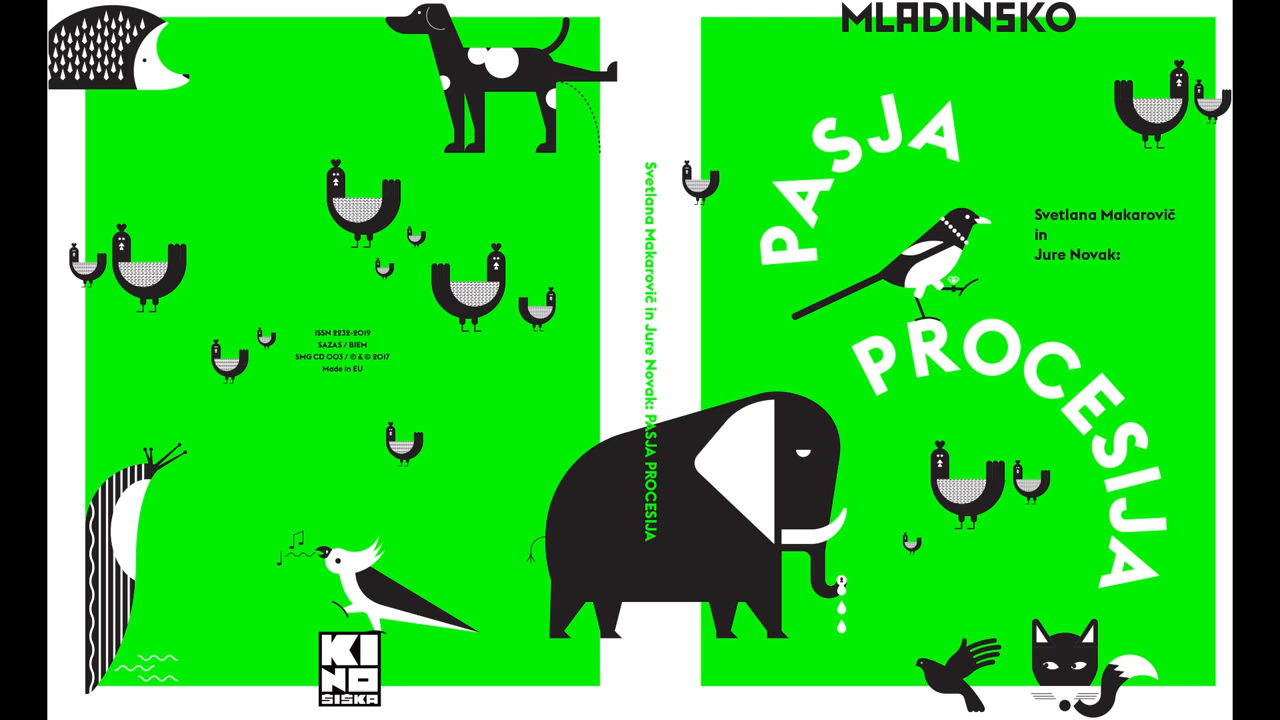 MLADINSKO
PASJA
PROCESIJA
Svetlana Makarovič
in
Jure Novak:
Svetlana Makarovič in Jure Novak: PASJA PROCESIJA
ISSN 2232-2019
SAZAS / BIEM
SMG CD 003 / ℗ & © 2017
Made in EU
KI
NO
ŠIŠKA